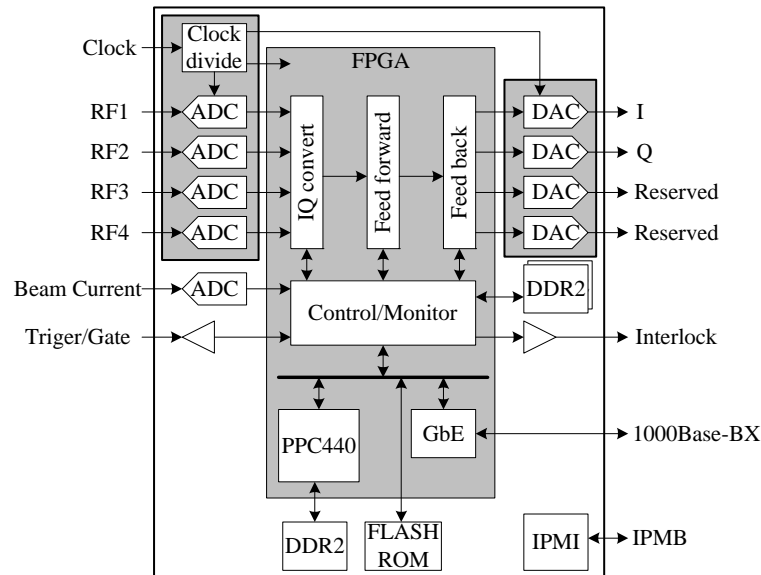 Clock
Clock
divide
FPGA
RF1
ADC
DAC
I
RF2
ADC
DAC
Q
RF3
ADC
DAC
Reserved
RF4
ADC
DAC
Reserved
IQ convert
Feed forward
Feed back
Beam Current
ADC
DDR2
Control/Monitor
Triger/Gate
Interlock
PPC440
GbE
1000Base-BX
DDR2
FLASH
ROM
IPMI
IPMB